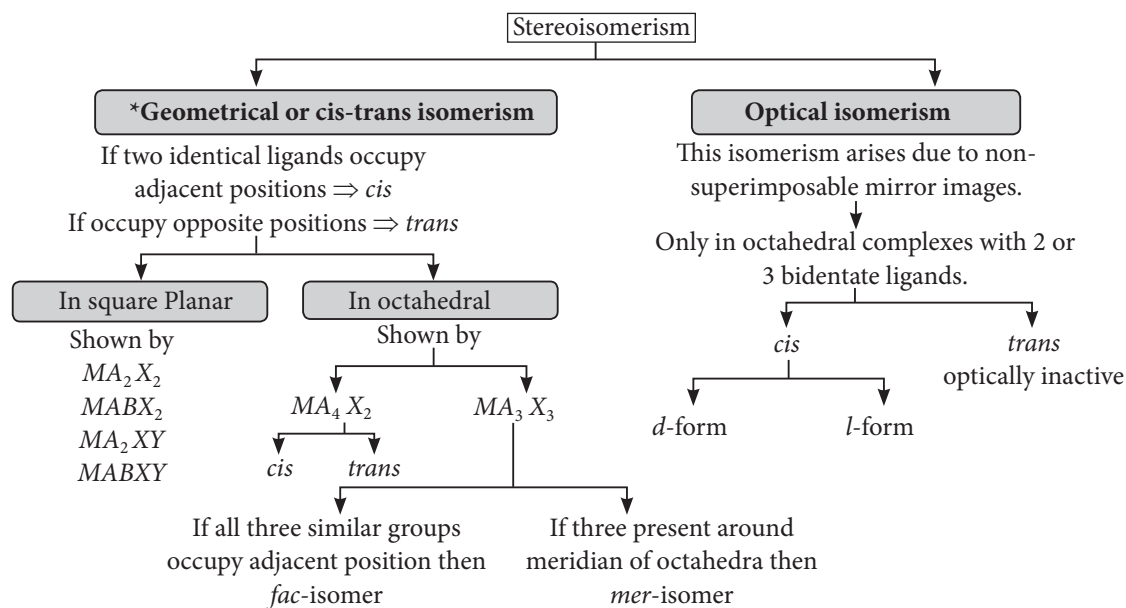 Stereoisomerism
*Geometrical or cis-trans isomerism
If two identical ligands occupy
adjacent positions ⇒ cis
If occupy opposite positions ⇒ trans
In square Planar
Shown by
MA₂X₂
MABX₂
MA₂XY
MABXY
In octahedral
Shown by
MA₄X₂
cis
trans
MA₃X₃
If all three similar groups
occupy adjacent position then
fac-isomer
If three present around
meridian of octahedra then
mer-isomer
Optical isomerism
This isomerism arises due to non-
superimposable mirror images.
Only in octahedral complexes with 2 or
3 bidentate ligands.
cis
d-form
l-form
trans
optically inactive